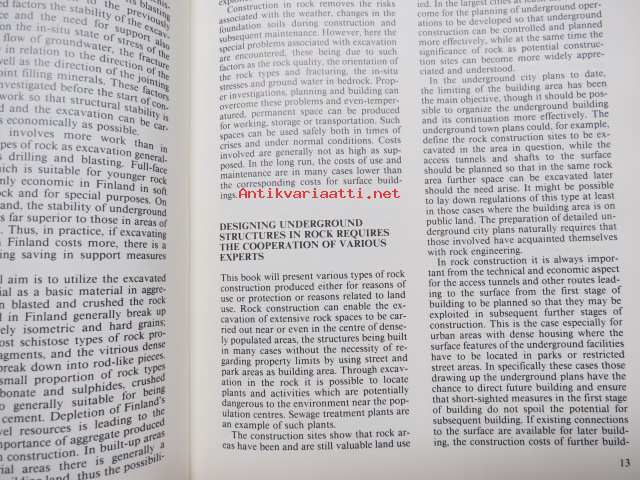 its blasting
to the previously
factors the stability of the excav-
and the need for support also
on the in-situ state of stress of the
flow of groundwater, the fracture
in relation to the direction of the
well as the direction of the jointing
joint filling minerals. These factors
investigated before the start of con-
work so that structural stability is
and the excavation can be car-
as economically as possible.
involves more work than in
types of rock as excavation general-
drilling and blasting. Full-face
which is suitable for younger rock
only economic in Finland in soft
rock and for special purposes. On
hand, the stability of underground
is far superior to those in areas of
Thus, in practice, if excavating
Finland costs more, there is a
saving in support measures
aim is to utilize the excavated
as a basic material in aggre-
blasted and crushed the rock
in Finland generally break up
isometric and hard grains;
most schistose types of rock pro-
fragments, and the vitrious dense
break down into rod-like pieces.
small proportion of rock types
carbonate and sulphides, crushed
generally suitable for being
cement. Depletion of Finland's
gravel resources is leading to the
importance of aggregate produced
construction. In built-up areas
areas there is generally a
land, thus the possibili-
Construction in rock removes the risks
associated with the weather, changes in the
foundation soils during construction and
subsequent maintenance. However, here the
special problems associated with excavation
are encountered, these being due to such
factors as the rock quality, the orientation of
the rock types and fracturing, the in-situ
stresses and ground water in bedrock. Prop-
er investigations, planning and building can
overcome these problems and even-temper-
atured, permanent space can be produced
for working, storage or transportation. Such
spaces can be used safely both in times of
crises and under normal conditions. Costs
involved are generally not as high as sup-
posed. In the long run, the costs of use and
maintenance are in many cases lower than
the corresponding costs for surface build-
ings.
Antikvariaatti.net
DESIGNING UNDERGROUND
STRUCTURES IN ROCK REQUIRES
THE COOPERATION OF VARIOUS
EXPERTS
This book will present various types of rock
construction produced either for reasons of
use or protection or reasons related to land
use. Rock construction can enable the ex-
cavation of extensive rock spaces to be car-
ried out near or even in the centre of dense-
ly populated areas, the structures being built
in many cases without the necessity of re-
garding property limits by using street and
park areas as building area. Through excav-
ation in the rock it is possible to locate
plants and activities which are potentially
dangerous to the environment near the pop-
ulation centres. Sewage treatment plants are
an example of such plants.
The construction sites show that rock ar-
eas have been and are still valuable land use
ied. In the largest cities at least
come for the planning of underground oper-
ations to be developed so that underground
construction can be controlled and planned
more effectively, while at the same time the
significance of rock as potential construc-
tion sites can become more widely appre-
ciated and understood.
In the underground city plans to date,
the limiting of the building area has been
the main objective, though it should be pos-
sible to organize the underground building
and its continuation more effectively. The
underground town plans could, for example,
define the rock construction sites to be ex-
cavated in the area in question, while the
access tunnels and shafts to the surface
should be planned so that in the same rock
area further space can be excavated later
should the need arise. It might be possible
to lay down regulations of this type at least
in those cases where the building area is on
public land. The preparation of detailed un-
derground city plans naturally requires that
those involved have acquainted themselves
with rock engineering.
In rock construction it is always impor-
tant from the technical and economic aspect
for the access tunnels and other routes lead-
ing to the surface from the first stage of
building to be planned so that they may be
exploited in subsequent further stages of
construction. This is the case especially for
urban areas with dense housing where the
surface features of the underground facilities
have to be located in parks or restricted
street areas. In specifically these cases those
drawing up the underground plans have the
chance to direct future building and ensure
that short-sighted measures in the first stage
of building do not spoil the potential for
subsequent building. If existing connections
to the surface are available for later build-
ing, the construction costs of further build-
13